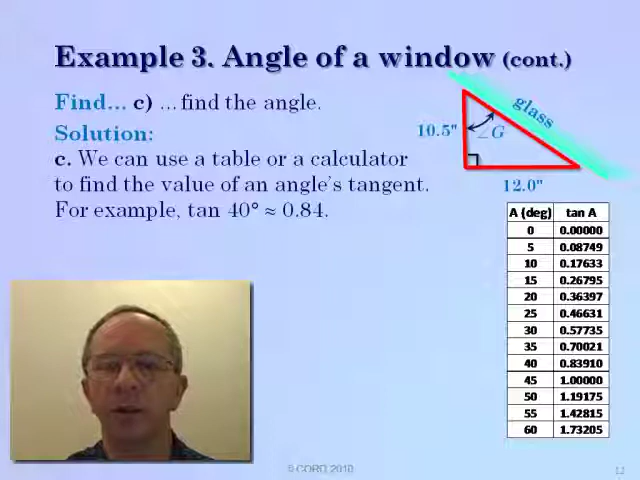 Example 3. Angle of a window (cont.)
Find... c) ... find the angle.
Solution:
c. We can use a table or a calculator
to find the value of an angle's tangent.
For example, tan 40° ≈ 0.84.
glass
10.5"
∠G
12.0"
A (deg) tan A
0 0.00000
5 0.08749
10 0.17633
15 0.26795
20 0.36397
25 0.46631
30 0.57735
35 0.70021
40 0.83910
45 1.00000
50 1.19175
55 1.42815
60 1.73205
© CORD 2010
12